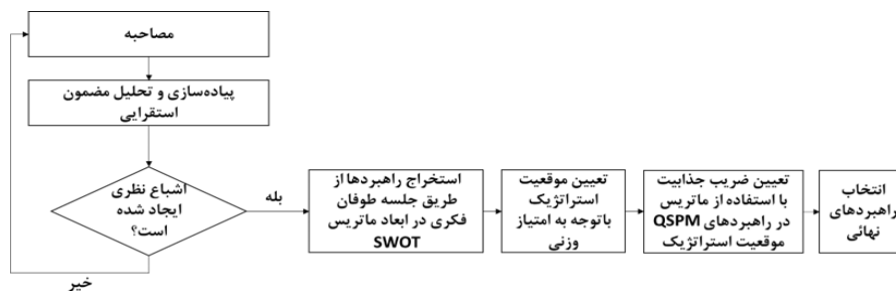 مصاحبه
پیاده‌سازی و تحلیل مضمون
استقرایی
اشباع نظری
ایجاد شده
است؟
بله
خیر
استخراج راهبردها از
طریق جلسه طوفان
فکری در ابعاد ماتریس
SWOT
تعیین موقعیت
استراتژیک
باتوجه به امتیاز
وزنی
تعیین ضریب جذابیت
با استفاده از ماتریس
QSPM در راهبردهای
موقعیت استراتژیک
انتخاب
راهبردهای
نهائی